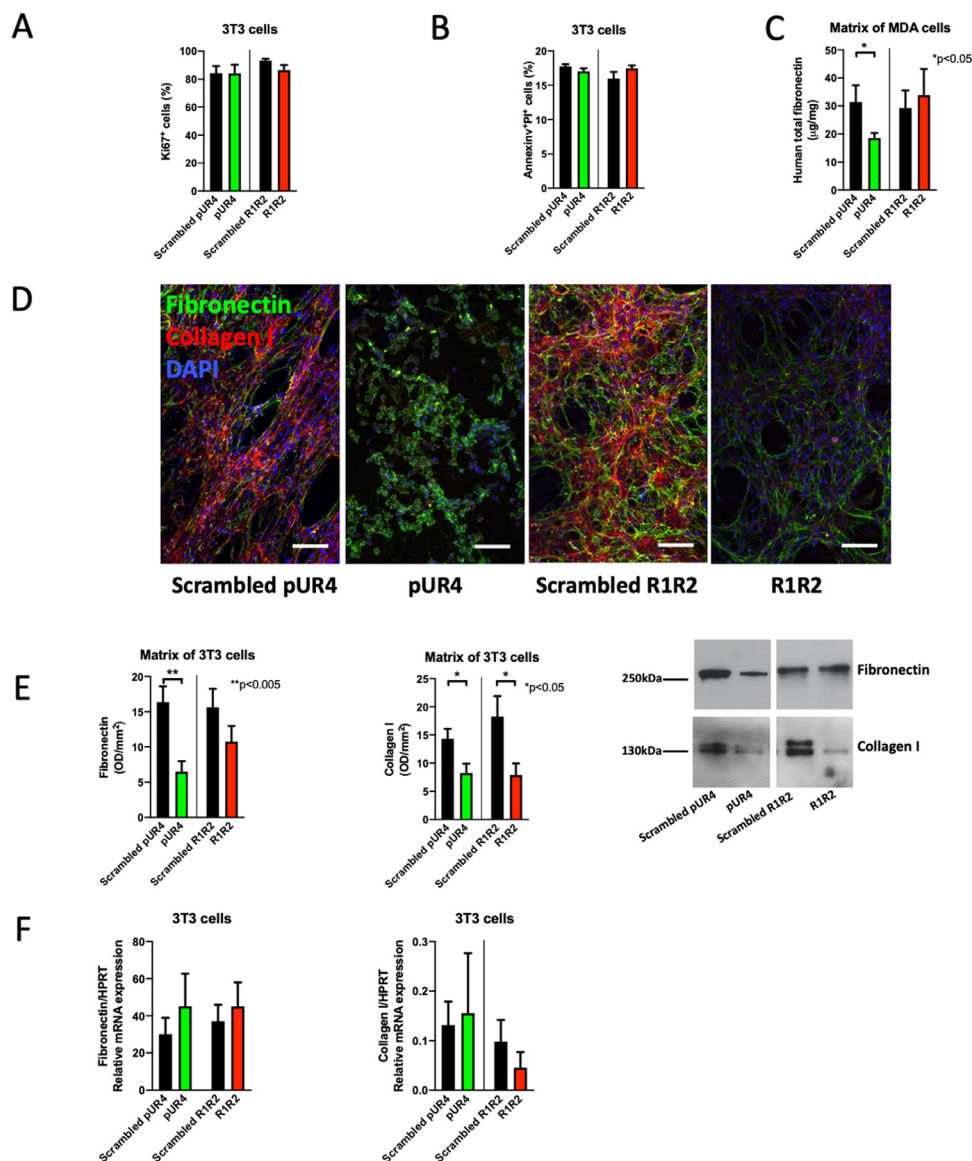 A
3T3 cells
Ki67⁺ cells (%)
100
80
60
40
20
0
Scrambled pUR4
pUR4
Scrambled R1R2
R1R2
B
3T3 cells
Annexinv⁺PI⁺ cells (%)
20
15
10
5
0
Scrambled pUR4
pUR4
Scrambled R1R2
R1R2
C
Matrix of MDA cells
*p<0.05
*
Human total fibronectin
(μg/mg)
50
40
30
20
10
0
Scrambled pUR4
pUR4
Scrambled R1R2
R1R2
D
Fibronectin
Collagen I
DAPI
Scrambled pUR4
pUR4
Scrambled R1R2
R1R2
E
Matrix of 3T3 cells
**
**p<0.005
Fibronectin
(OD/mm²)
20
15
10
5
0
Scrambled pUR4
pUR4
Scrambled R1R2
R1R2
Matrix of 3T3 cells
*
*
*p<0.05
Collagen I
(OD/mm²)
25
20
15
10
5
0
Scrambled pUR4
pUR4
Scrambled R1R2
R1R2
250kDa
Fibronectin
130kDa
Collagen I
Scrambled pUR4
pUR4
Scrambled R1R2
R1R2
F
3T3 cells
Fibronectin/HPRT
Relative mRNA expression
80
60
40
20
0
Scrambled pUR4
pUR4
Scrambled R1R2
R1R2
3T3 cells
Collagen I/HPRT
Relative mRNA expression
0.3
0.2
0.1
0.0
Scrambled pUR4
pUR4
Scrambled R1R2
R1R2